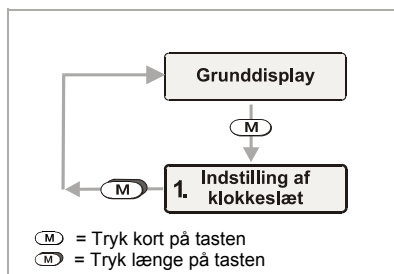 Grunddisplay
M
1. Indstilling af
klokkeslæt
M
M = Tryk kort på tasten
M = Tryk længe på tasten